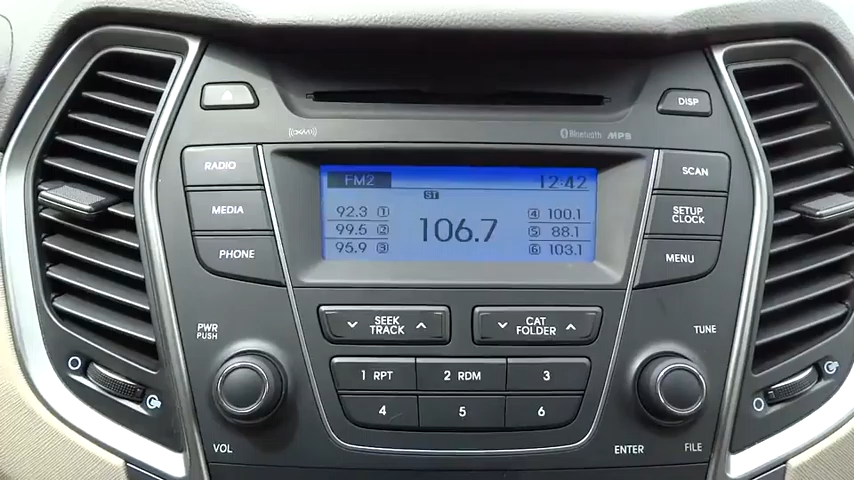 DISP
((XM)) Bluetooth MP3
RADIO
MEDIA
PHONE
FM2 12:42
ST
92.3 1
99.5 2
95.9 3
106.7
4 100.1
5 88.1
6 103.1
SCAN
SETUP
CLOCK
MENU
PWR
PUSH
SEEK
TRACK
CAT
FOLDER
TUNE
1 RPT 2 RDM 3
4 5 6
VOL
ENTER FILE